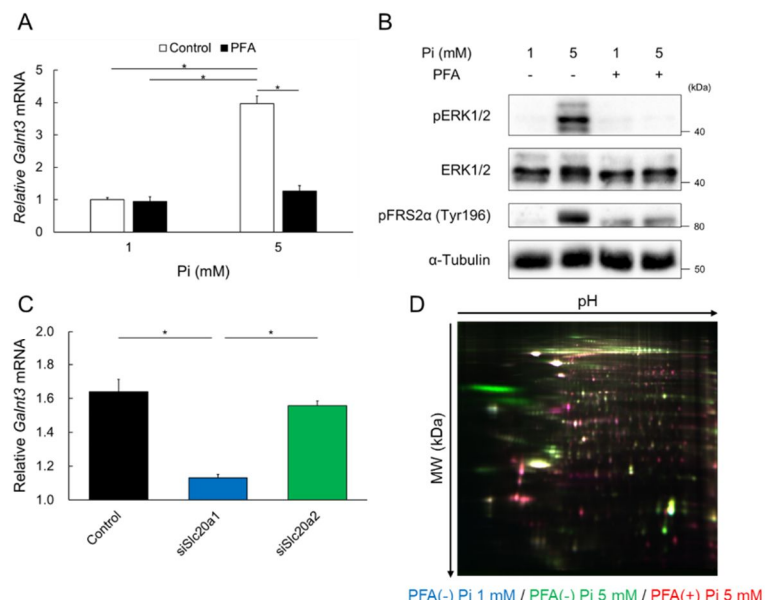 A
Control PFA
Relative Galnt3 mRNA
5
4
3
2
1
0
* 
*
*
1 5
Pi (mM)
B
Pi (mM) 1 5 1 5
PFA - - + +
(kDa)
pERK1/2
40
ERK1/2
40
pFRS2α (Tyr196)
80
α-Tubulin
50
C
Relative Galnt3 mRNA
2.0
1.8
1.6
1.4
1.2
1.0
* *
Control siSlc20a1 siSlc20a2
D
pH
MW (kDa)
PFA(-) Pi 1 mM / PFA(-) Pi 5 mM / PFA(+) Pi 5 mM